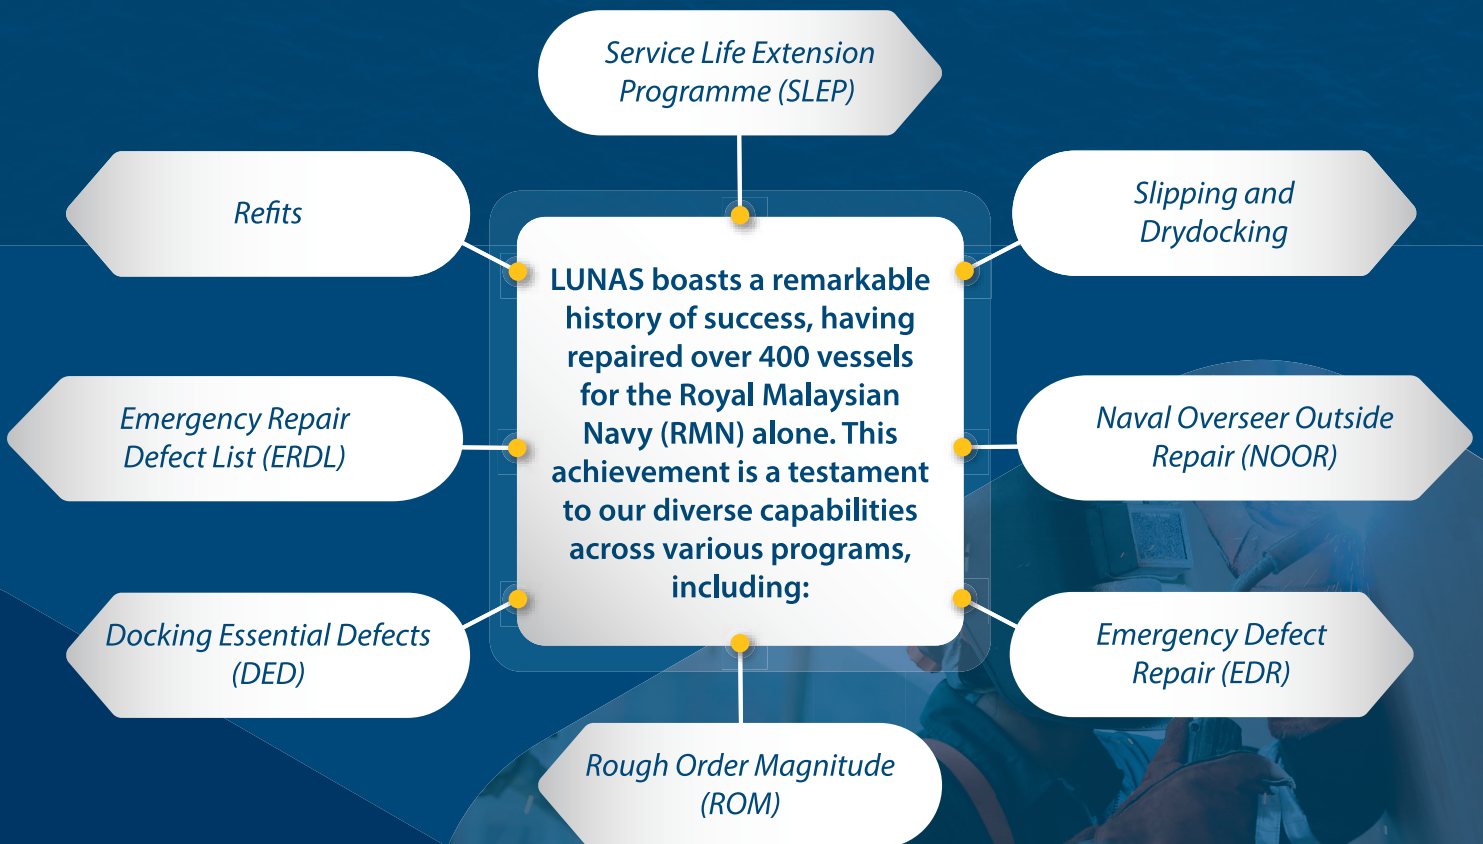 Service Life Extension
Programme (SLEP)
Refits
Slipping and
Drydocking
LUNAS boasts a remarkable
history of success, having
repaired over 400 vessels
for the Royal Malaysian
Navy (RMN) alone. This
achievement is a testament
to our diverse capabilities
across various programs,
including:
Emergency Repair
Defect List (ERDL)
Naval Overseer Outside
Repair (NOOR)
Docking Essential Defects
(DED)
Emergency Defect
Repair (EDR)
Rough Order Magnitude
(ROM)